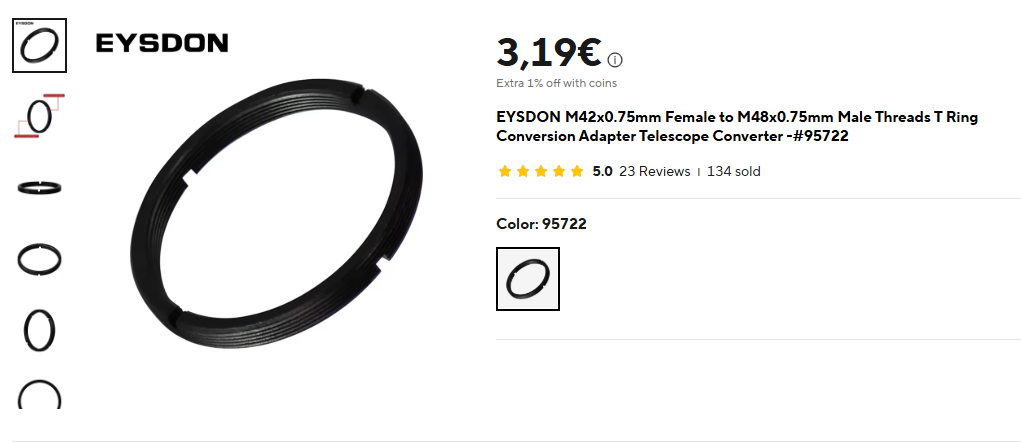 EYSDON
EYSDON
3,19€
Extra 1% off with coins
EYSDON M42x0.75mm Female to M48x0.75mm Male Threads T Ring
Conversion Adapter Telescope Converter -#95722
5.0 23 Reviews | 134 sold
Color: 95722